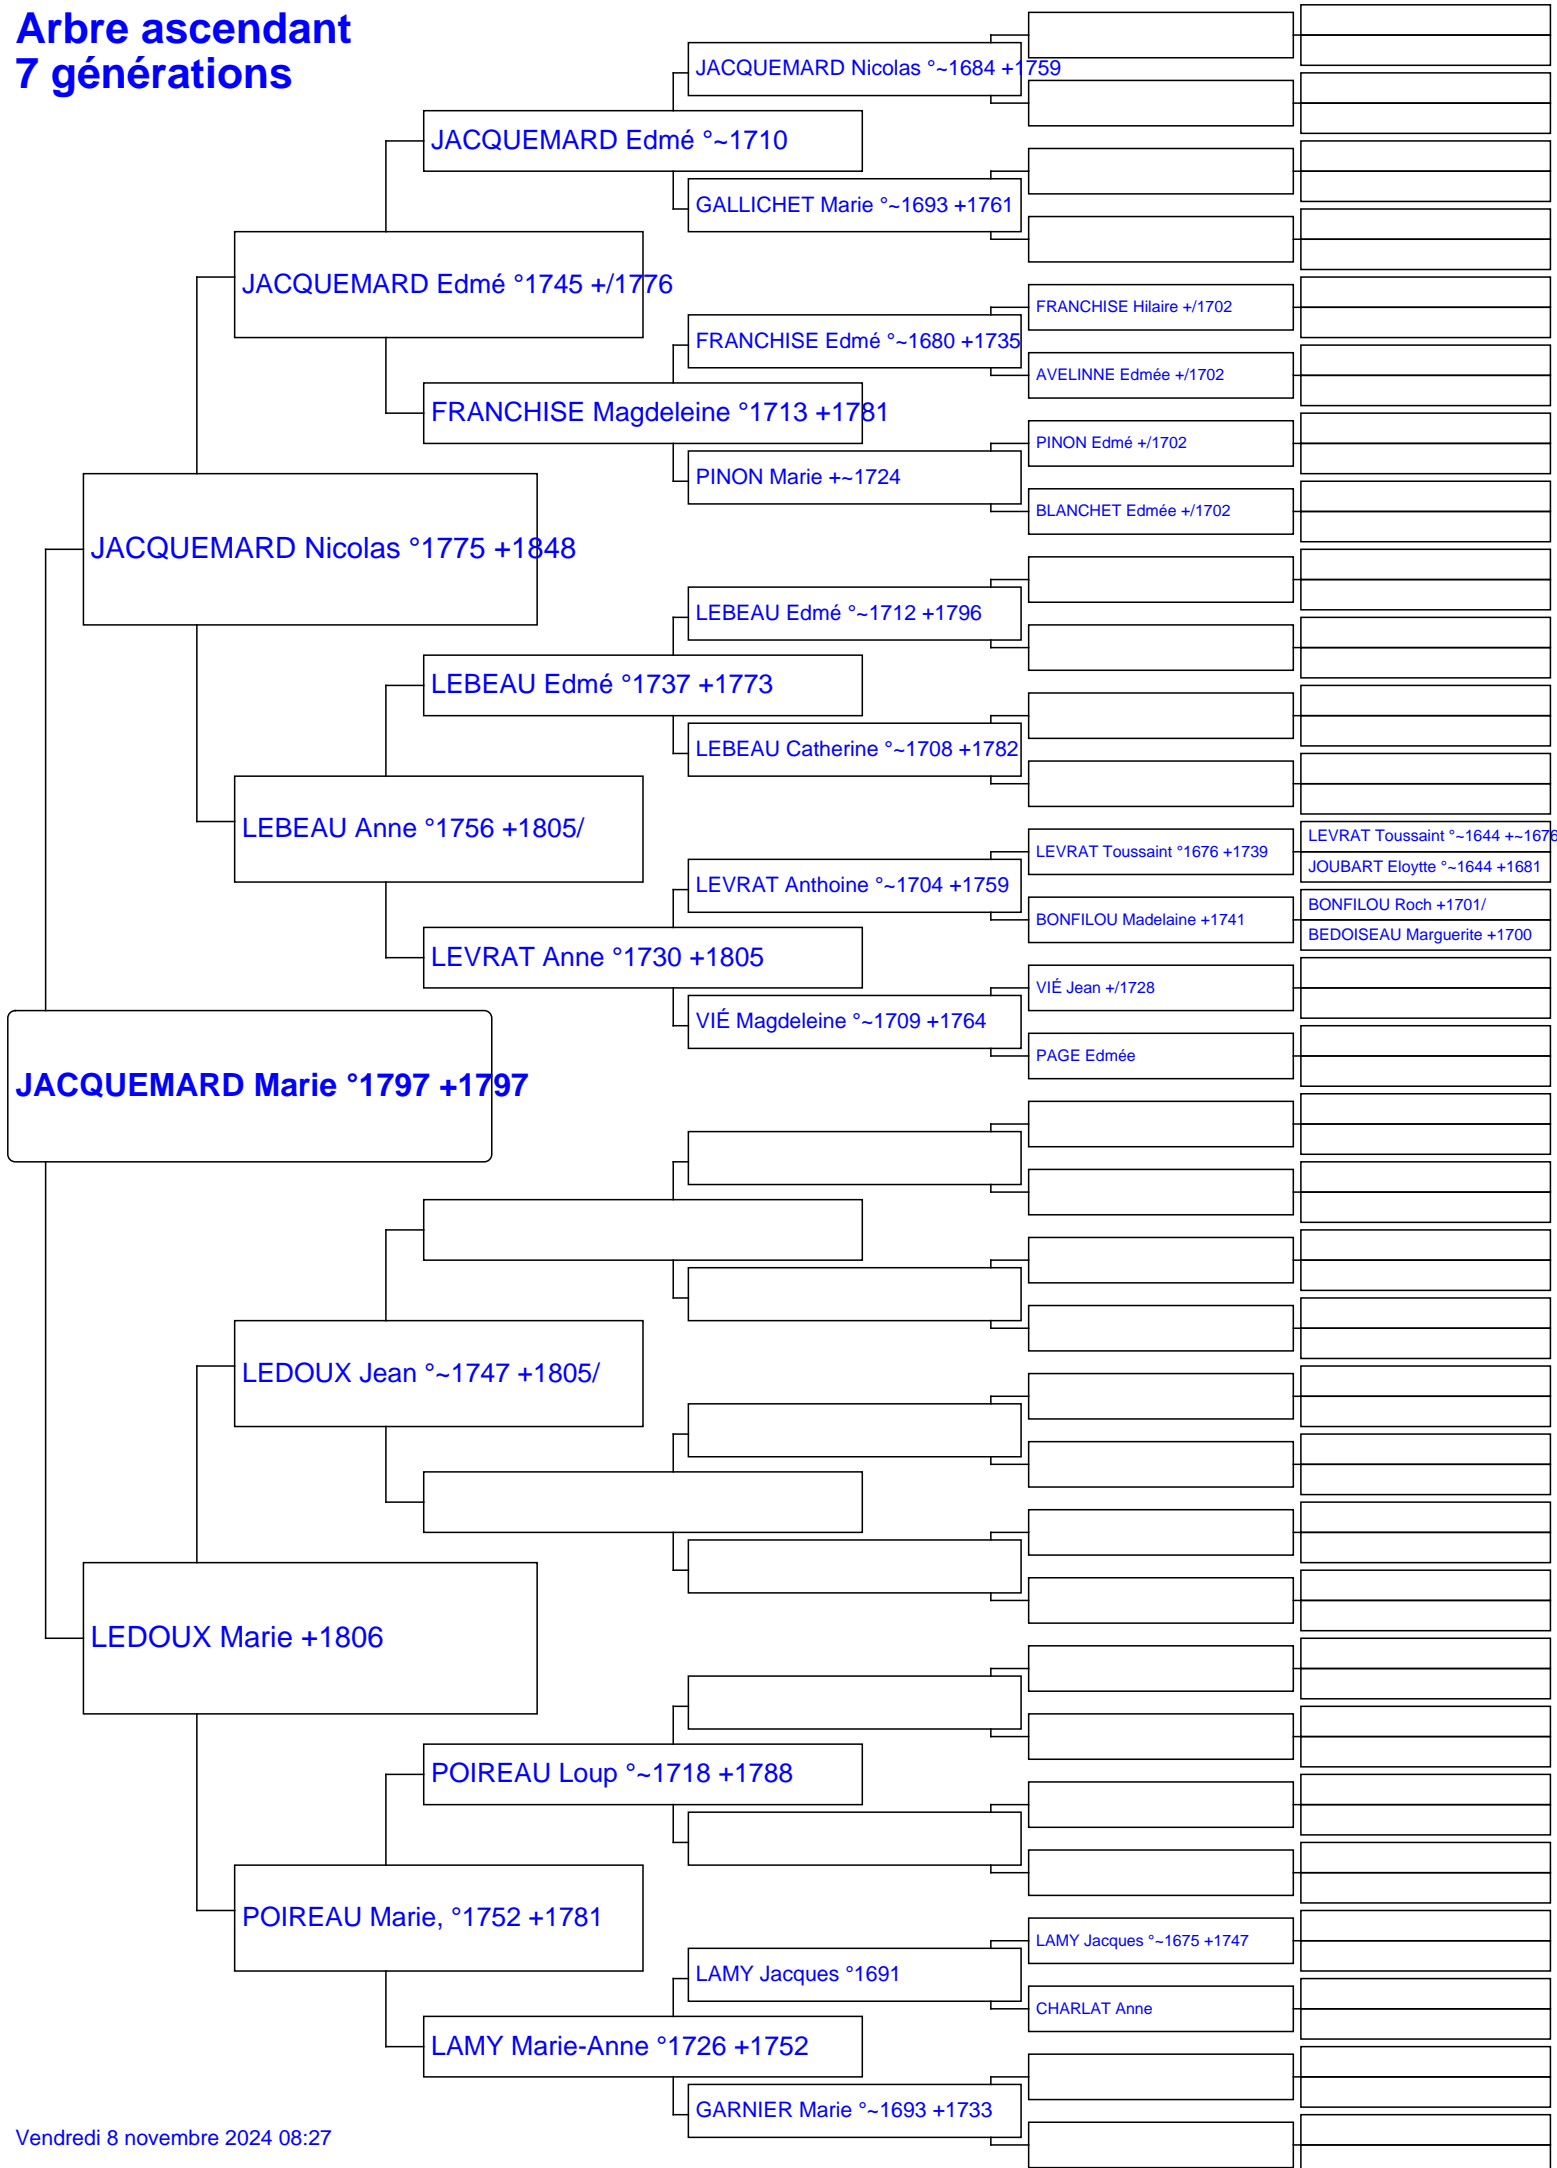 Arbre ascendant
7 générations
JACQUEMARD Nicolas °~1684 +1759
JACQUEMARD Edmé °~1710
GALLICHET Marie °~1693 +1761
JACQUEMARD Edmé °1745 +/1776
FRANCHISE Hilaire +/1702
FRANCHISE Edmé °~1680 +1735
AVELINNE Edmée +/1702
FRANCHISE Magdeleine °1713 +1781
PINON Edmé +/1702
PINON Marie +~1724
BLANCHET Edmée +/1702
JACQUEMARD Nicolas °1775 +1848
LEBEAU Edmé °~1712 +1796
LEBEAU Edmé °1737 +1773
LEBEAU Catherine °~1708 +1782
LEBEAU Anne °1756 +1805/
LEVRAT Toussaint °~1644 +~1676
LEVRAT Toussaint °1676 +1739
JOUBART Eloytte °~1644 +1681
LEVRAT Anthoine °~1704 +1759
BONFILOU Roch +1701/
BONFILOU Madelaine +1741
BEDOISEAU Marguerite +1700
LEVRAT Anne °1730 +1805
VIÉ Jean +/1728
VIÉ Magdeleine °~1709 +1764
PAGE Edmée
JACQUEMARD Marie °1797 +1797
LEDOUX Jean °~1747 +1805/
LEDOUX Marie +1806
POIREAU Loup °~1718 +1788
POIREAU Marie, °1752 +1781
LAMY Jacques °~1675 +1747
LAMY Jacques °1691
CHARLAT Anne
LAMY Marie-Anne °1726 +1752
GARNIER Marie °~1693 +1733
Vendredi 8 novembre 2024 08:27